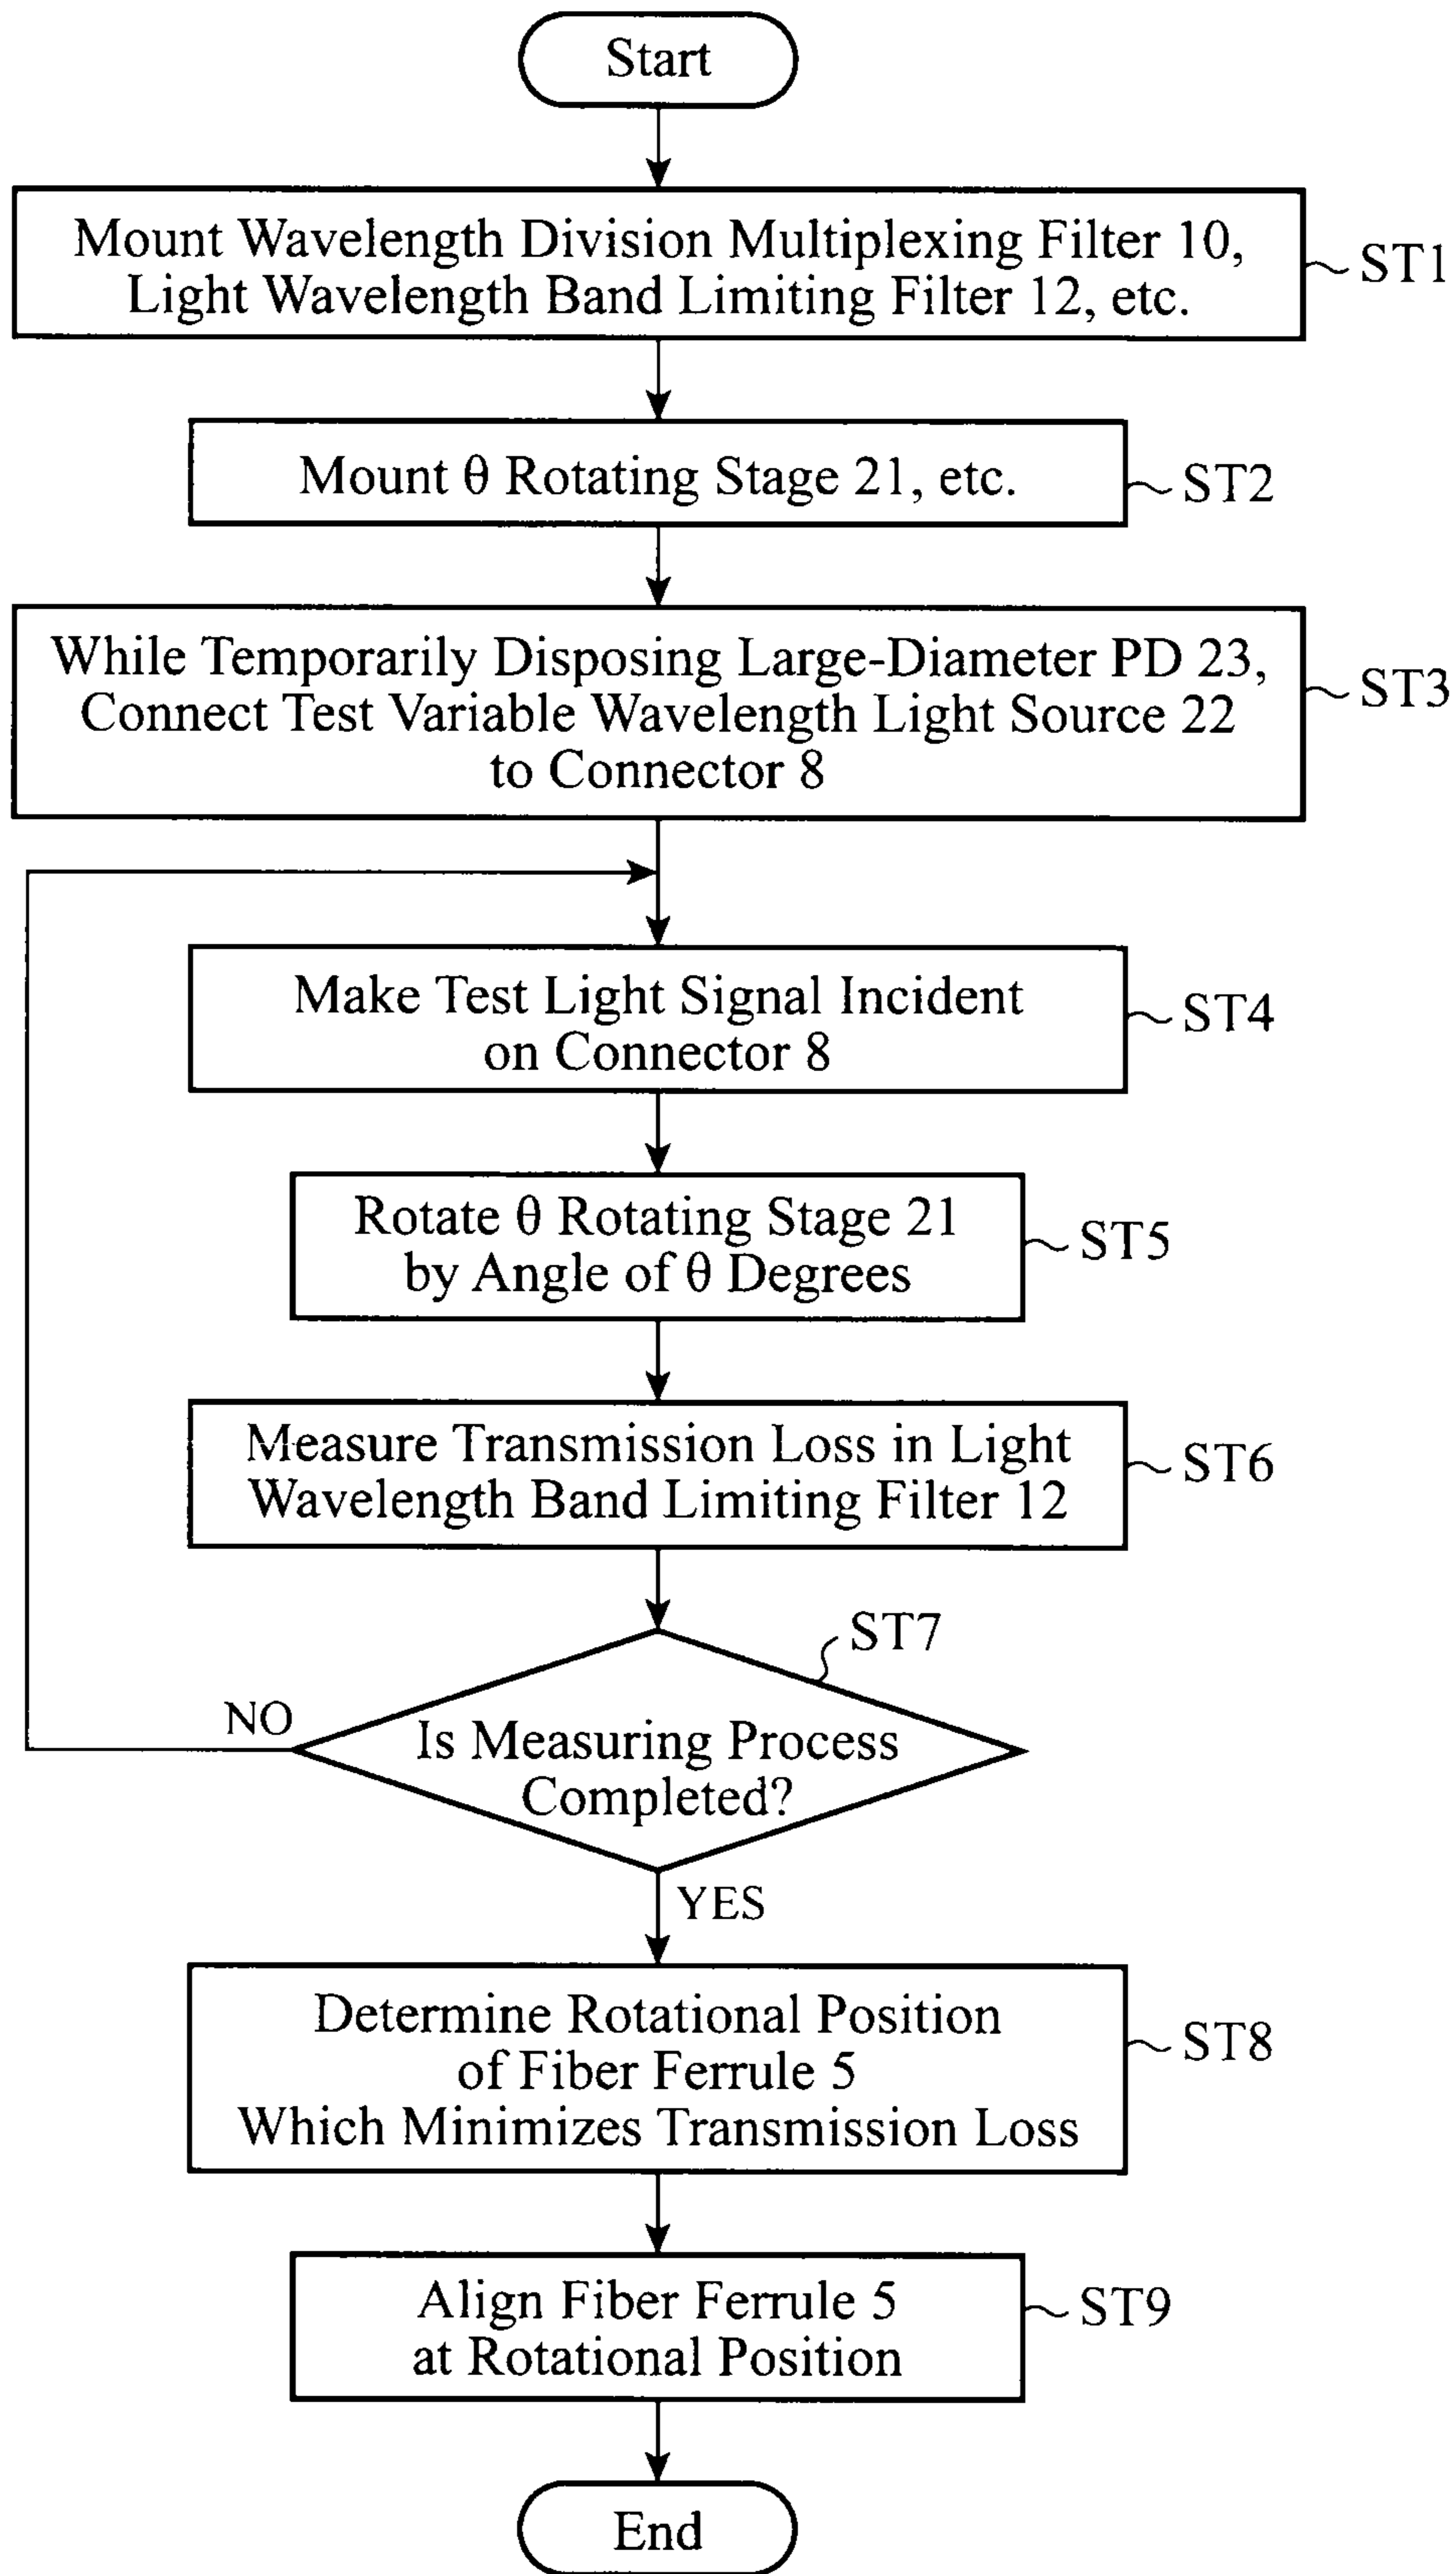 Start
Mount Wavelength Division Multiplexing Filter 10,
Light Wavelength Band Limiting Filter 12, etc.
ST1
Mount θ Rotating Stage 21, etc.
ST2
While Temporarily Disposing Large-Diameter PD 23,
Connect Test Variable Wavelength Light Source 22
to Connector 8
ST3
Make Test Light Signal Incident
on Connector 8
ST4
Rotate θ Rotating Stage 21
by Angle of θ Degrees
ST5
Measure Transmission Loss in Light
Wavelength Band Limiting Filter 12
ST6
ST7
NO
Is Measuring Process
Completed?
YES
Determine Rotational Position
of Fiber Ferrule 5
Which Minimizes Transmission Loss
ST8
Align Fiber Ferrule 5
at Rotational Position
ST9
End